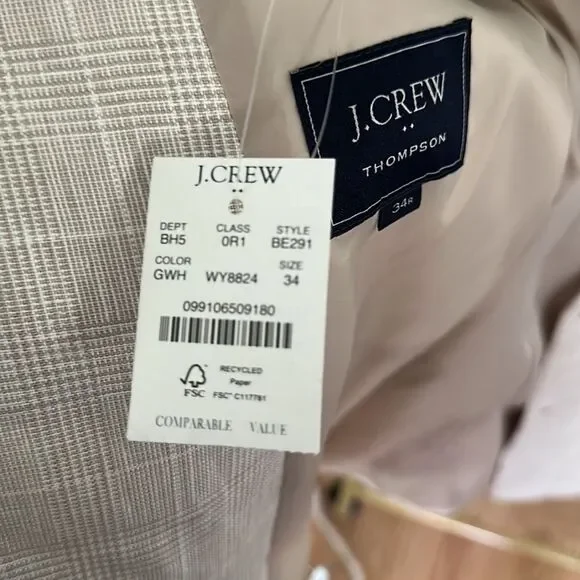 J.CREW
THOMPSON
34R
J.CREW
DEPT CLASS STYLE
BH5 0R1 BE291
COLOR SIZE
GWH WY8824 34
099106509180
RECYCLED
Paper
FSC FSC™ C117781
COMPARABLE VALUE